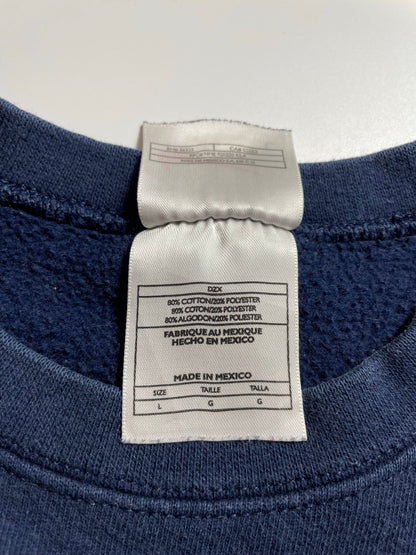 DZX
80% COTTON/20% POLYESTER
80% COTON/20% POLYESTER
80% ALGODON/20% POLIESTER
FABRIQUE AU MEXIQUE
HECHO EN MEXICO
MADE IN MEXICO
SIZE TAILLE TALLA
L G G